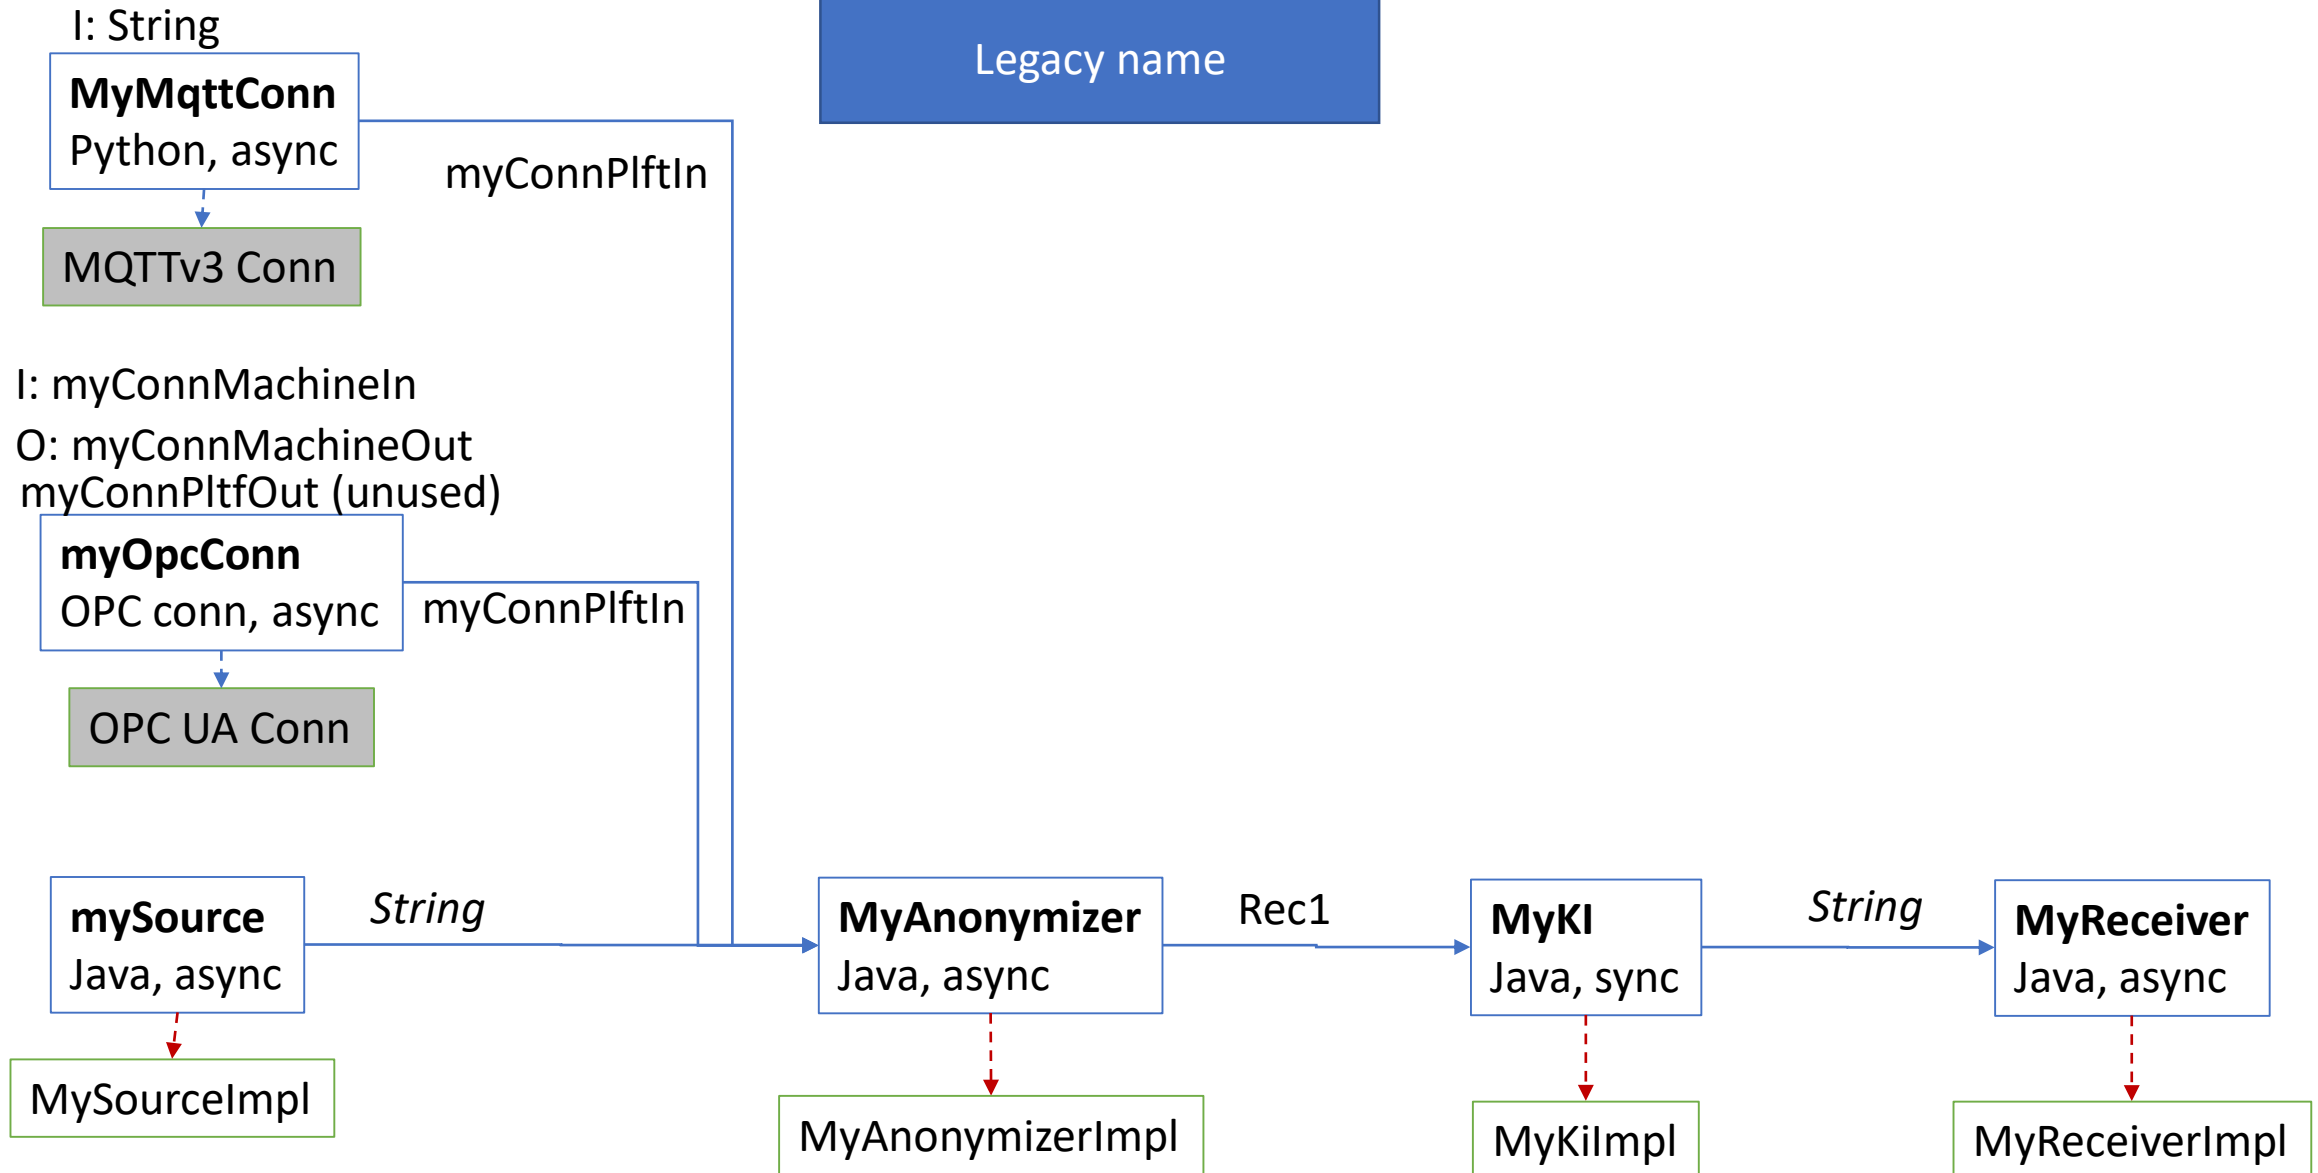 I: String
Legacy name
MyMqttConn
Python, async
myConnPlftIn
MQTTv3 Conn
I: myConnMachineIn
O: myConnMachineOut
myConnPltfOut (unused)
myOpcConn
OPC conn, async
myConnPlftIn
OPC UA Conn
mySource
Java, async
String
MyAnonymizer
Java, async
Rec1
MyKI
Java, sync
String
MyReceiver
Java, async
MySourceImpl
MyAnonymizerImpl
MyKiImpl
MyReceiverImpl